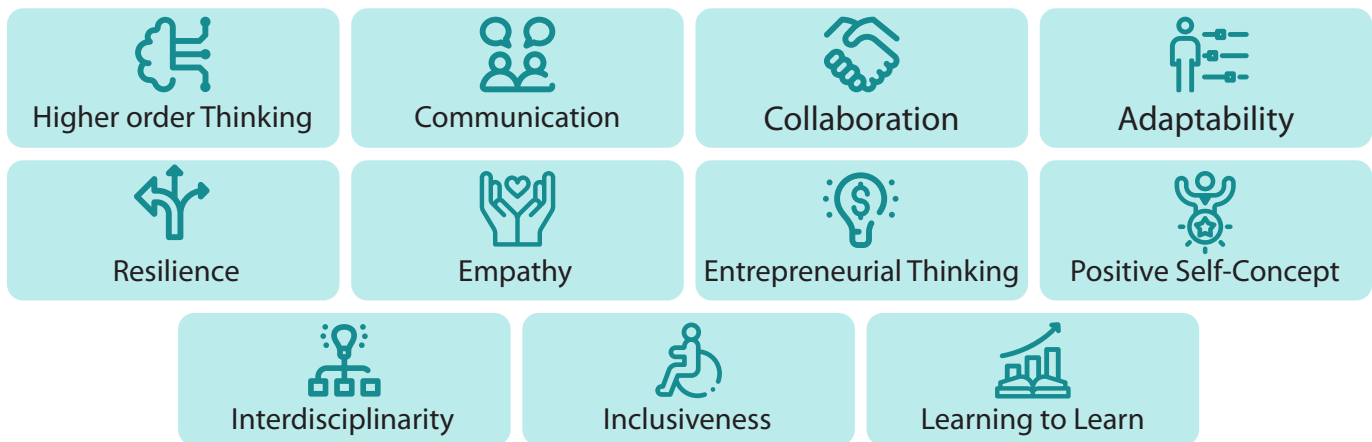 Higher order Thinking
Communication
Collaboration
Adaptability
Resilience
Empathy
Entrepreneurial Thinking
Positive Self-Concept
Interdisciplinarity
Inclusiveness
Learning to Learn